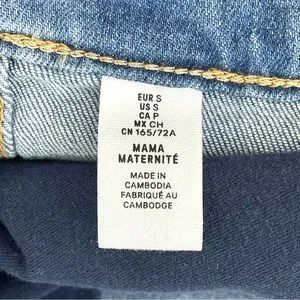 EUR S
US S
CA P
MX CH
CN 165/72A
MAMA
MATERNITÉ
MADE IN
CAMBODIA
FABRIQUÉ AU
CAMBODGE